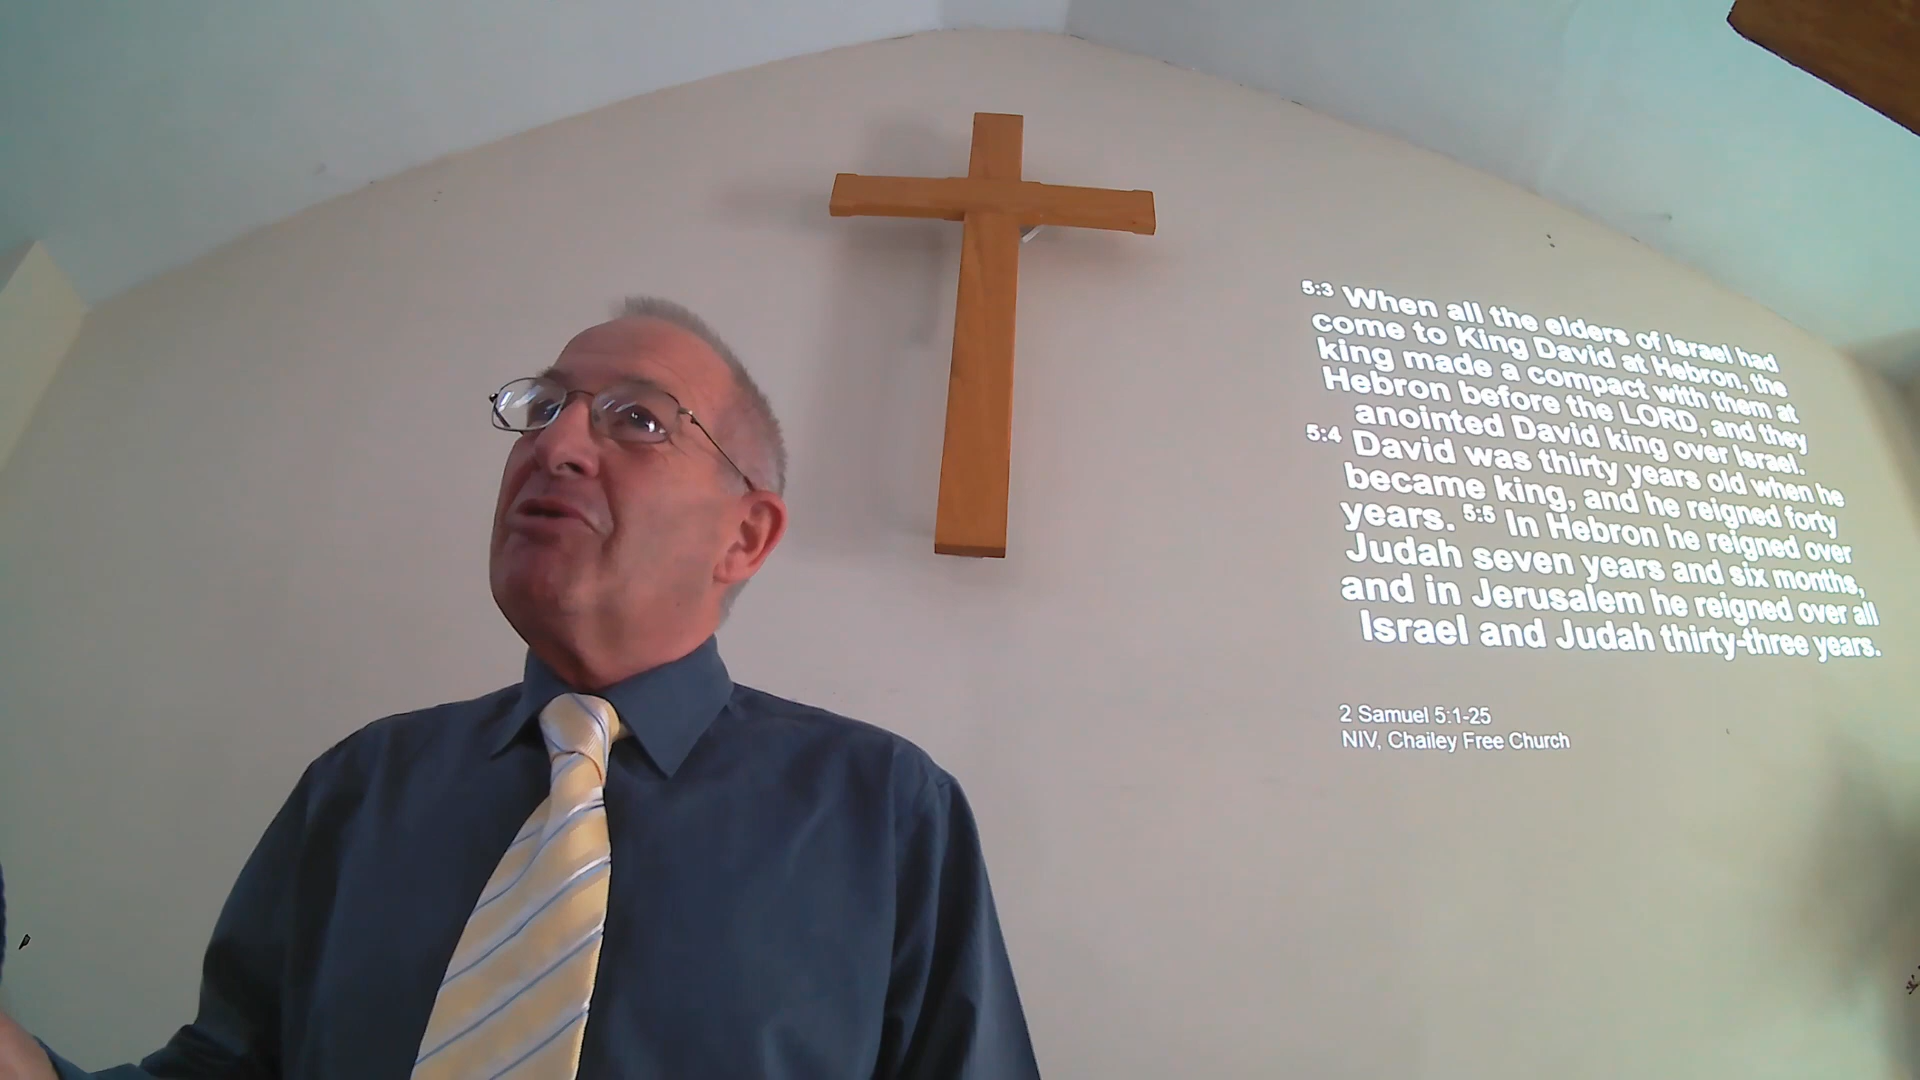 5:3 When all the elders of Israel had
come to King David at Hebron, the
king made a compact with them at
Hebron before the LORD, and they
anointed David king over Israel.
5:4 David was thirty years old when he
became king, and he reigned forty
years. 5:5 In Hebron he reigned over
Judah seven years and six months,
and in Jerusalem he reigned over all
Israel and Judah thirty-three years.
2 Samuel 5:1-25
NIV, Chailey Free Church